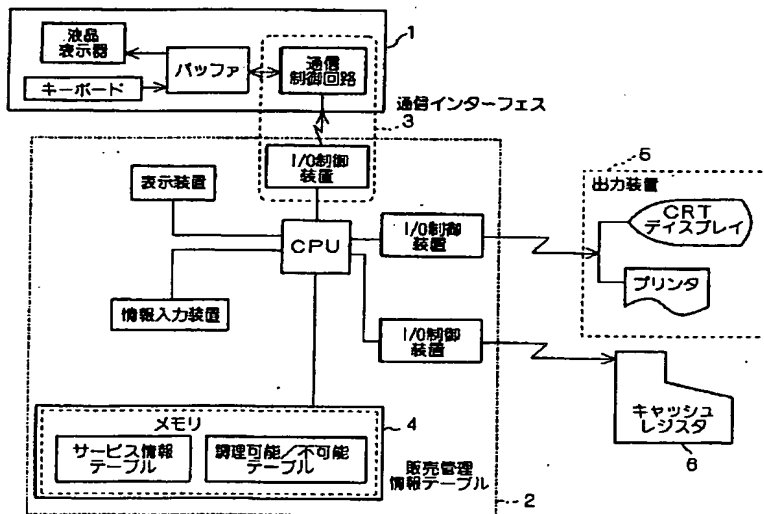 1
液晶
表示器
バッファ
通信
制御回路
キーボード
通信インターフェス
3
I/O制御
装置
表示装置
CPU
I/O制御
装置
情報入力装置
I/O制御
装置
5
出力装置
CRT
ディスプレイ
プリンタ
キャッシュ
レジスタ
6
メモリ
4
サービス情報
テーブル
調理可能/不可能
テーブル
販売管理
情報テーブル
2